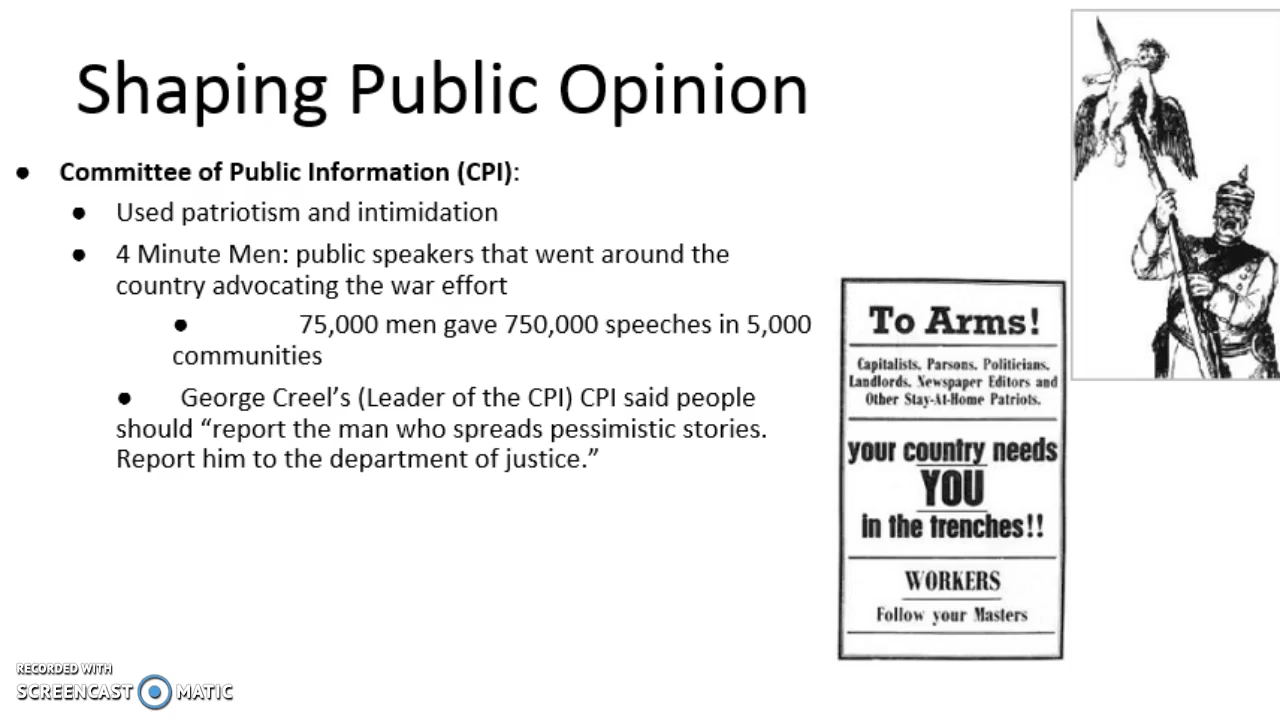 Shaping Public Opinion
● Committee of Public Information (CPI):
● Used patriotism and intimidation
● 4 Minute Men: public speakers that went around the
country advocating the war effort
● 75,000 men gave 750,000 speeches in 5,000
communities
● George Creel’s (Leader of the CPI) CPI said people
should “report the man who spreads pessimistic stories.
Report him to the department of justice.”
To Arms!
Capitalists, Parsons, Politicians,
Landlords, Newspaper Editors and
Other Stay-At-Home Patriots.
your country needs
YOU
in the trenches!!
WORKERS
Follow your Masters
RECORDED WITH
SCREENCAST MATIC